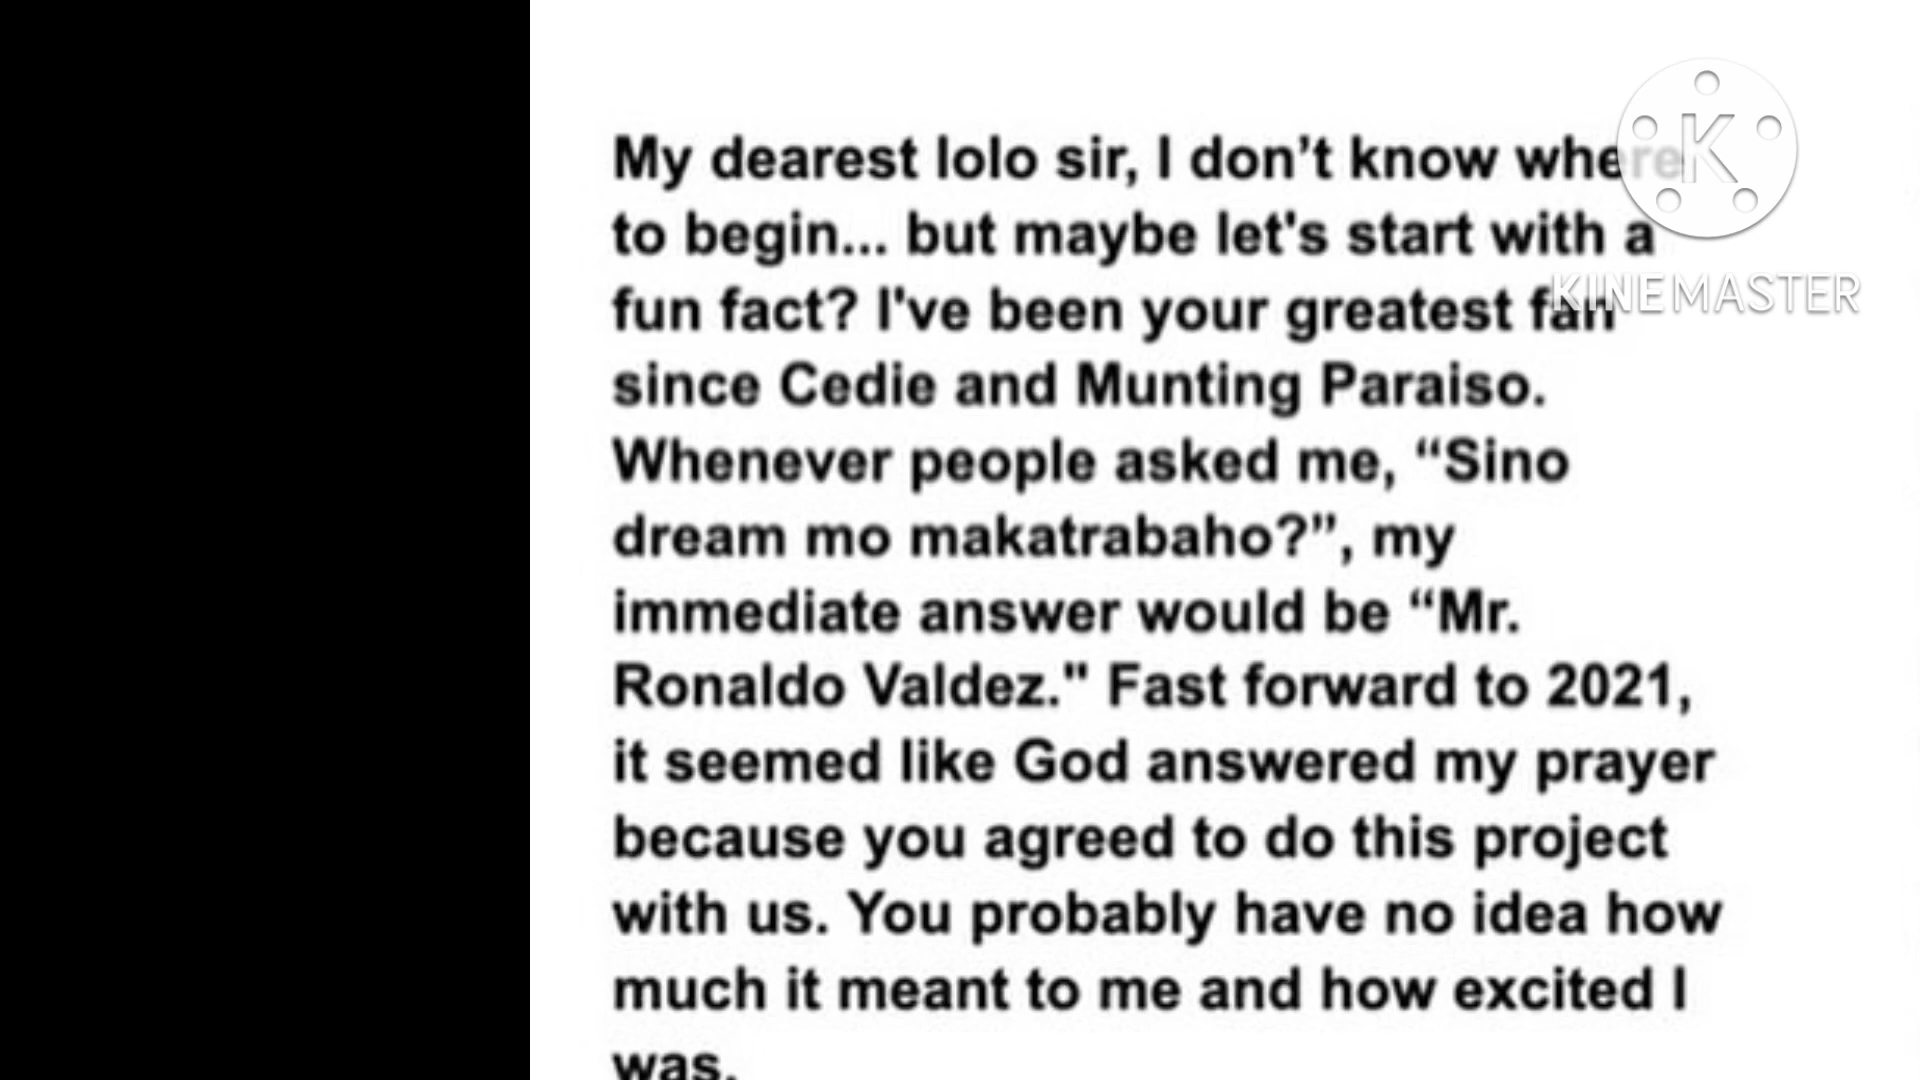 My dearest lolo sir, I don’t know where
to begin... but maybe let's start with a
fun fact? I've been your greatest fan
since Cedie and Munting Paraiso.
Whenever people asked me, “Sino
dream mo makatrabaho?”, my
immediate answer would be “Mr.
Ronaldo Valdez." Fast forward to 2021,
it seemed like God answered my prayer
because you agreed to do this project
with us. You probably have no idea how
much it meant to me and how excited I
was.
K
KINEMASTER